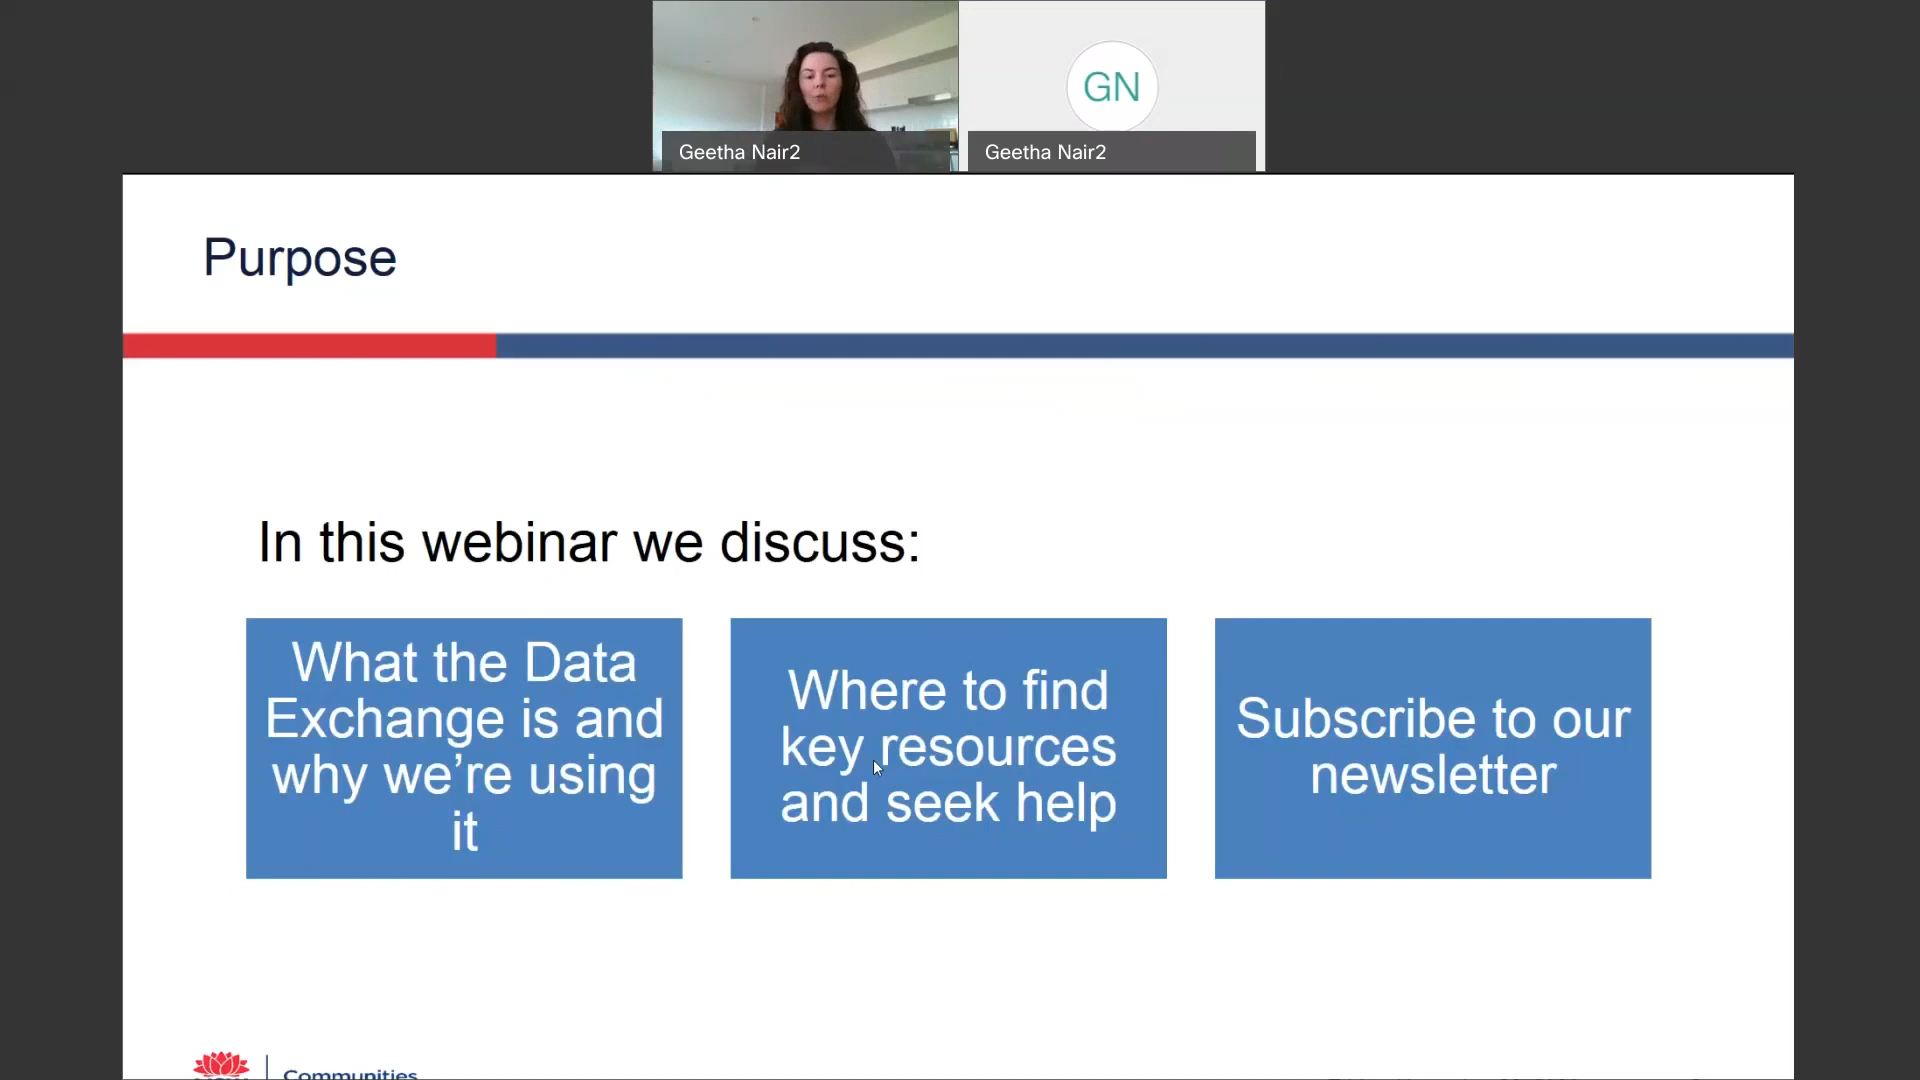 GN
Geetha Nair2
Geetha Nair2
Purpose
In this webinar we discuss:
What the Data
Exchange is and
why we’re using
it
Where to find
key resources
and seek help
Subscribe to our
newsletter
Communities